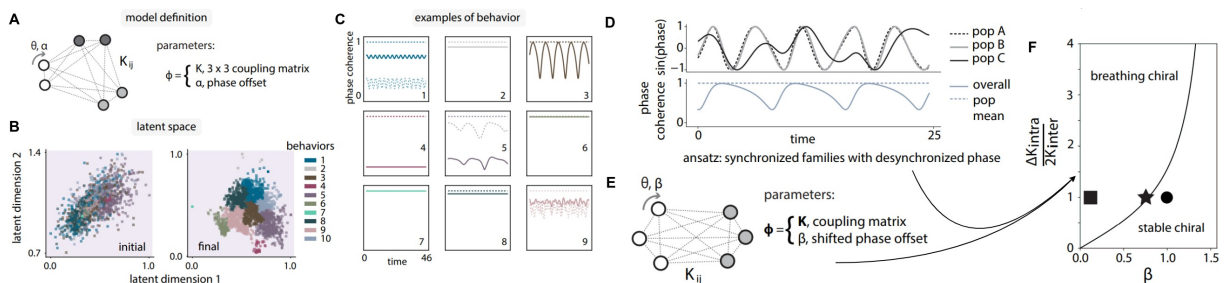 A
model definition
θ, α
K ij
parameters:
ϕ = { K, 3 x 3 coupling matrix
α, phase offset
B
latent space
latent dimension 2
1.4
0.7
initial
1.0
1.0
0.0
final
0.0
1.0
latent dimension 1
behaviors
1
2
3
4
5
6
7
8
9
10
C
examples of behavior
phase coherence
1
0
1
2
3
4
5
6
7
8
9
0
time
46
D
sin(phase)
1
0
−1
pop A
pop B
pop C
phase
coherence
1
0
overall
pop
mean
0
time
25
ansatz: synchronized families with desynchronized phase
E
θ, β
K ij
parameters:
ϕ = { K, coupling matrix
β, shifted phase offset
F
ΔKintra
2Kinter
4
3
2
1
0
breathing chiral
stable chiral
0.0
0.5
1.0
1.5
β